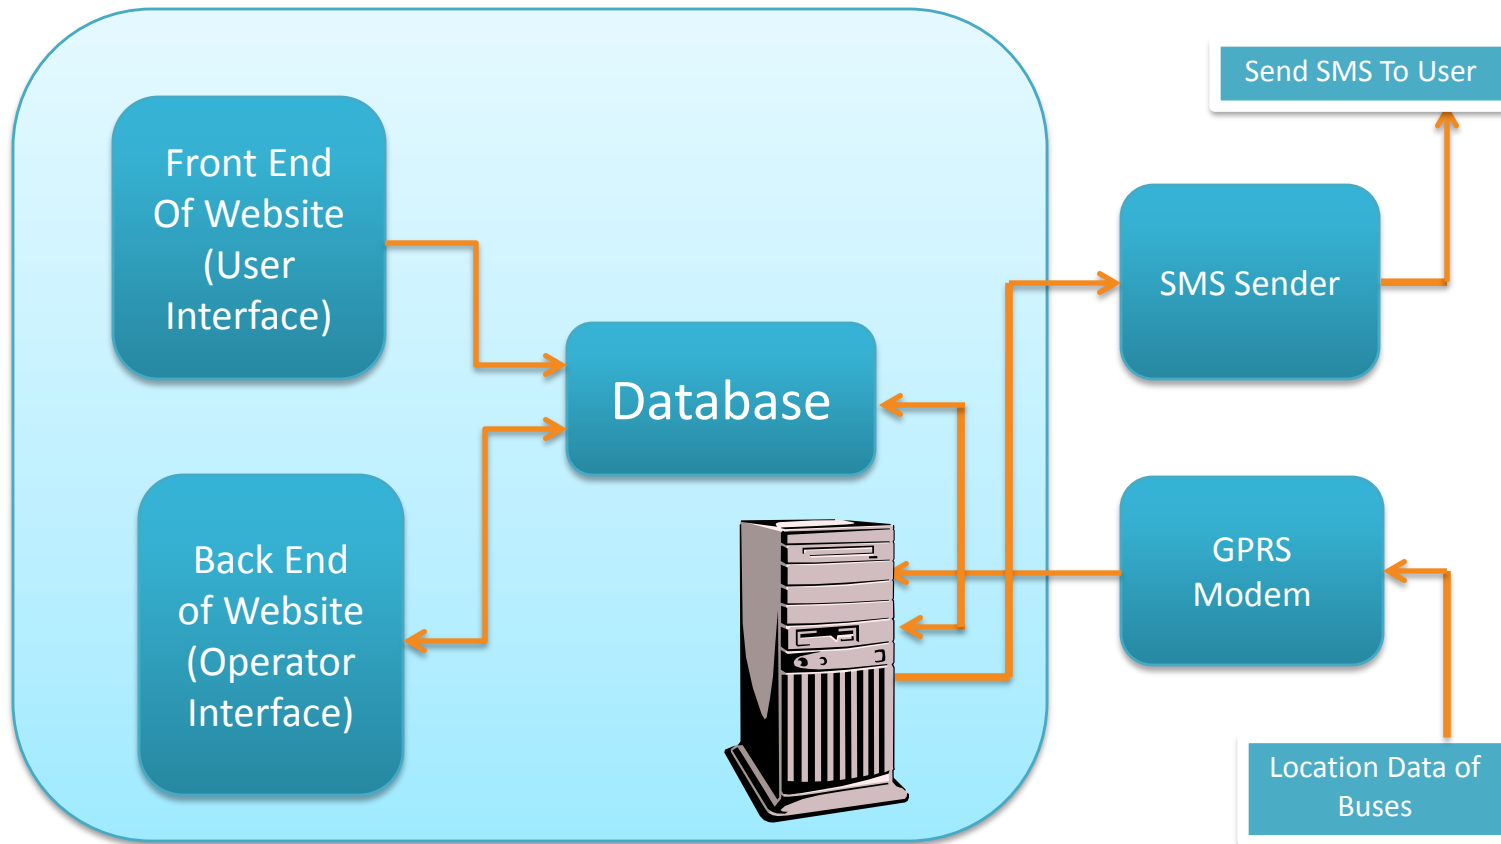 Send SMS To User
Front End
Of Website
(User
Interface)
SMS Sender
Database
Back End
of Website
(Operator
Interface)
GPRS
Modem
Location Data of
Buses